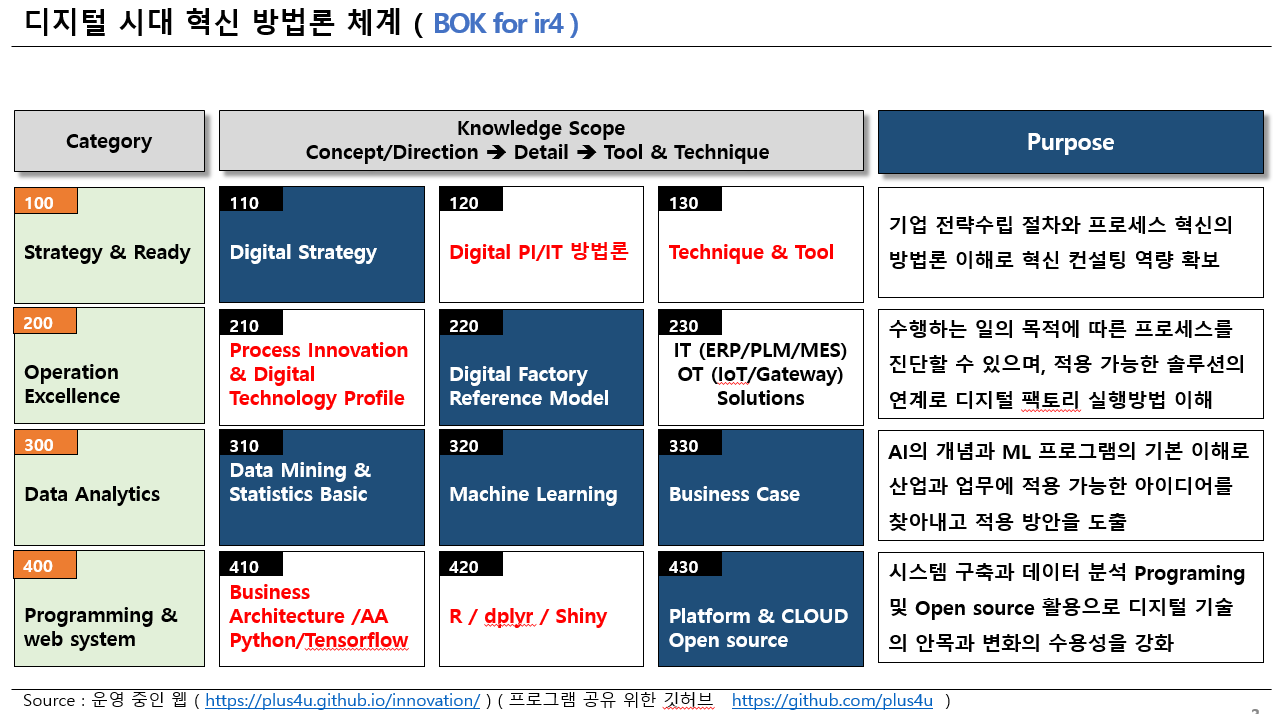 디지털 시대 혁신 방법론 체계 ( BOK for ir4 )
Category
Knowledge Scope
Concept/Direction ➔ Detail ➔ Tool & Technique
Purpose
100
Strategy & Ready
110
Digital Strategy
120
Digital PI/IT 방법론
130
Technique & Tool
기업 전략수립 절차와 프로세스 혁신의
방법론 이해로 혁신 컨설팅 역량 확보
200
Operation
Excellence
210
Process Innovation
& Digital
Technology Profile
220
Digital Factory
Reference Model
230
IT (ERP/PLM/MES)
OT (IoT/Gateway)
Solutions
수행하는 일의 목적에 따른 프로세스를
진단할 수 있으며, 적용 가능한 솔루션의
연계로 디지털 팩토리 실행방법 이해
300
Data Analytics
310
Data Mining &
Statistics Basic
320
Machine Learning
330
Business Case
AI의 개념과 ML 프로그램의 기본 이해로
산업과 업무에 적용 가능한 아이디어를
찾아내고 적용 방안을 도출
400
Programming &
web system
410
Business
Architecture /AA
Python/Tensorflow
420
R / dplyr / Shiny
430
Platform & CLOUD
Open source
시스템 구축과 데이터 분석 Programing
및 Open source 활용으로 디지털 기술
의 안목과 변화의 수용성을 강화
Source : 운영 중인 웹 ( https://plus4u.github.io/innovation/ ) ( 프로그램 공유 위한 깃허브 https://github.com/plus4u )